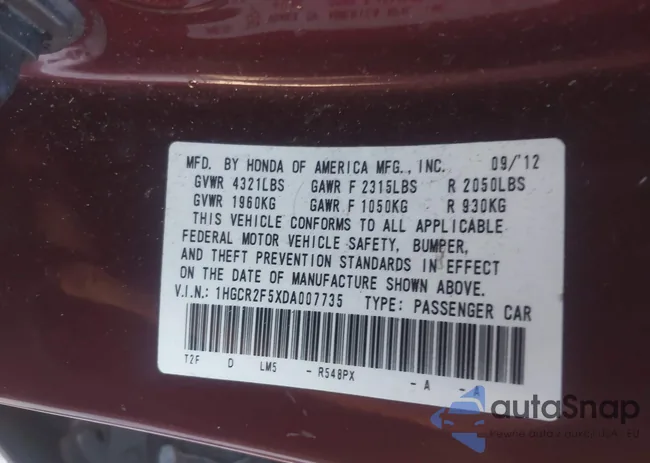 MFD. BY HONDA OF AMERICA MFG., INC. 09/'12
GVWR 4321LBS GAWR F 2315LBS R 2050LBS
GVWR 1960KG GAWR F 1050KG R 930KG
THIS VEHICLE CONFORMS TO ALL APPLICABLE
FEDERAL MOTOR VEHICLE SAFETY, BUMPER,
AND THEFT PREVENTION STANDARDS IN EFFECT
ON THE DATE OF MANUFACTURE SHOWN ABOVE.
V.I.N.: 1HGCR2F5XDA007735 TYPE: PASSENGER CAR
T2F D LM5 - R548PX - A -
autoSnap